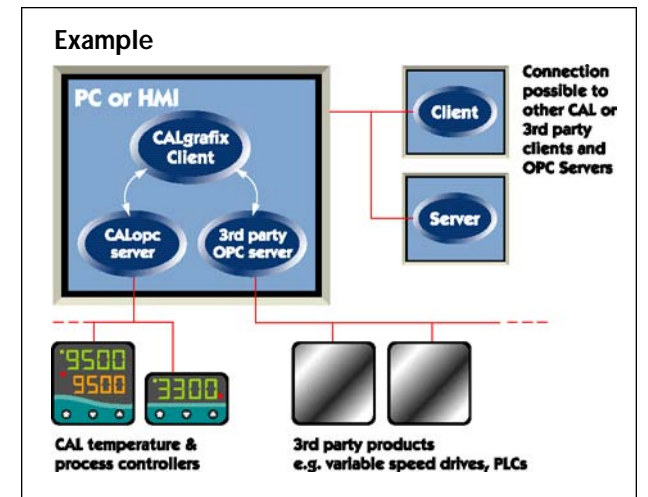 Example
PC or HMI
CALgrafix
Client
CALopc
server
3rd party
OPC server
Client
Server
Connection
possible to
other CAL or
3rd party
clients and
OPC Servers
9500
9500
3300
CAL temperature &
process controllers
3rd party products
e.g. variable speed drives, PLCs